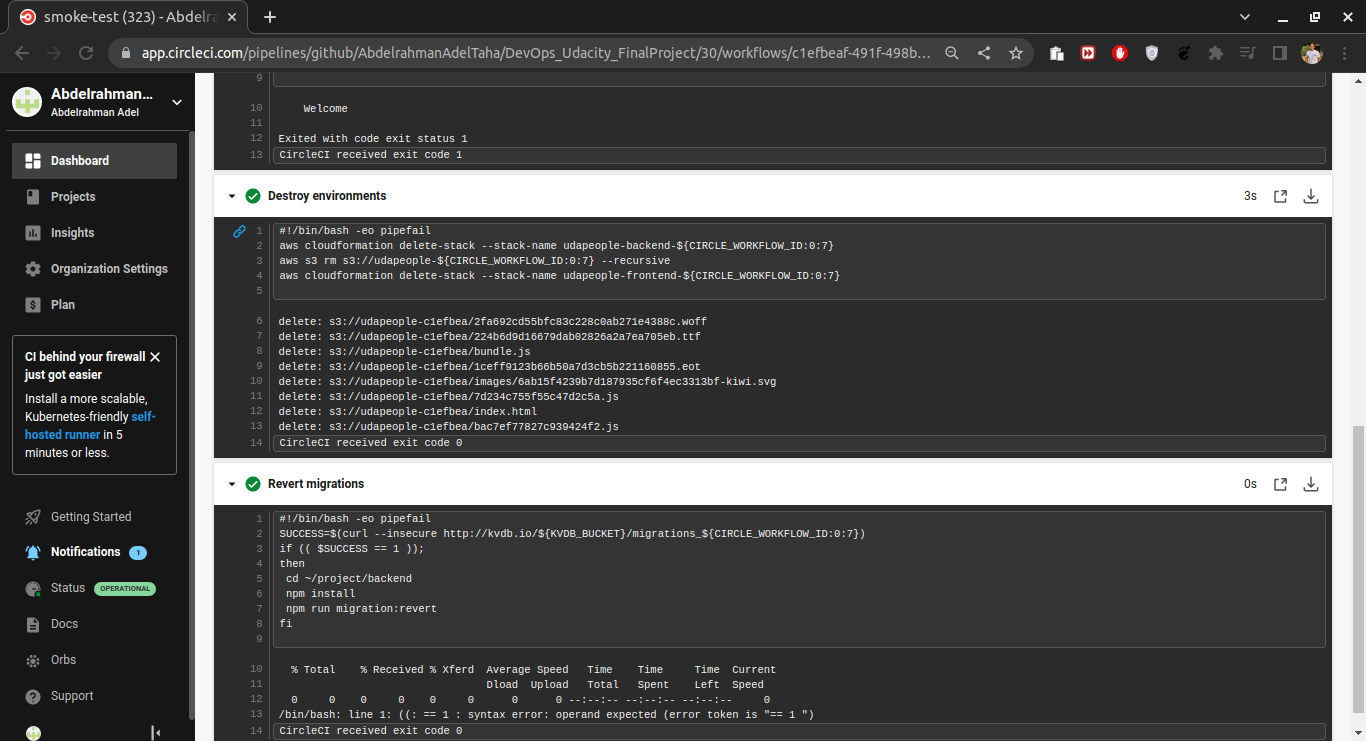 smoke-test (323) - Abdelra
app.circleci.com/pipelines/github/AbdelrahmanAdelTaha/DevOps_Udacity_FinalProject/30/workflows/c1efbeaf-491f-498b...
Abdelrahman...
Abdelrahman Adel
Dashboard
Projects
Insights
Organization Settings
Plan
CI behind your firewall
just got easier
Install a more scalable,
Kubernetes-friendly self-
hosted runner in 5
minutes or less.
Getting Started
Notifications 1
Status OPERATIONAL
Docs
Orbs
Support
9
10 Welcome
11
12 Exited with code exit status 1
13 CircleCI received exit code 1
Destroy environments 3s
1 #!/bin/bash -eo pipefail
2 aws cloudformation delete-stack --stack-name udapeople-backend-${CIRCLE_WORKFLOW_ID:0:7}
3 aws s3 rm s3://udapeople-${CIRCLE_WORKFLOW_ID:0:7} --recursive
4 aws cloudformation delete-stack --stack-name udapeople-frontend-${CIRCLE_WORKFLOW_ID:0:7}
5
6 delete: s3://udapeople-c1efbea/2fa692cd55bfc83c228c0ab271e4388c.woff
7 delete: s3://udapeople-c1efbea/224b6d9d16679dab02826a2a7ea705eb.ttf
8 delete: s3://udapeople-c1efbea/bundle.js
9 delete: s3://udapeople-c1efbea/1ceff9123b66b50a7d3cb5b221160855.eot
10 delete: s3://udapeople-c1efbea/images/6ab15f4239b7d187935cf6f4ec3313bf-kiwi.svg
11 delete: s3://udapeople-c1efbea/7d234c755f55c47d2c5a.js
12 delete: s3://udapeople-c1efbea/index.html
13 delete: s3://udapeople-c1efbea/bac7ef77827c939424f2.js
14 CircleCI received exit code 0
Revert migrations 0s
1 #!/bin/bash -eo pipefail
2 SUCCESS=$(curl --insecure http://kvdb.io/${KVDB_BUCKET}/migrations_${CIRCLE_WORKFLOW_ID:0:7})
3 if (( $SUCCESS == 1 ));
4 then
5 cd ~/project/backend
6 npm install
7 npm run migration:revert
8 fi
9
10 % Total % Received % Xferd Average Speed Time Time Time Current
11 Dload Upload Total Spent Left Speed
12 0 0 0 0 0 0 0 0 --:--:-- --:--:-- --:--:-- 0
13 /bin/bash: line 1: ((: == 1 : syntax error: operand expected (error token is "== 1 ")
14 CircleCI received exit code 0